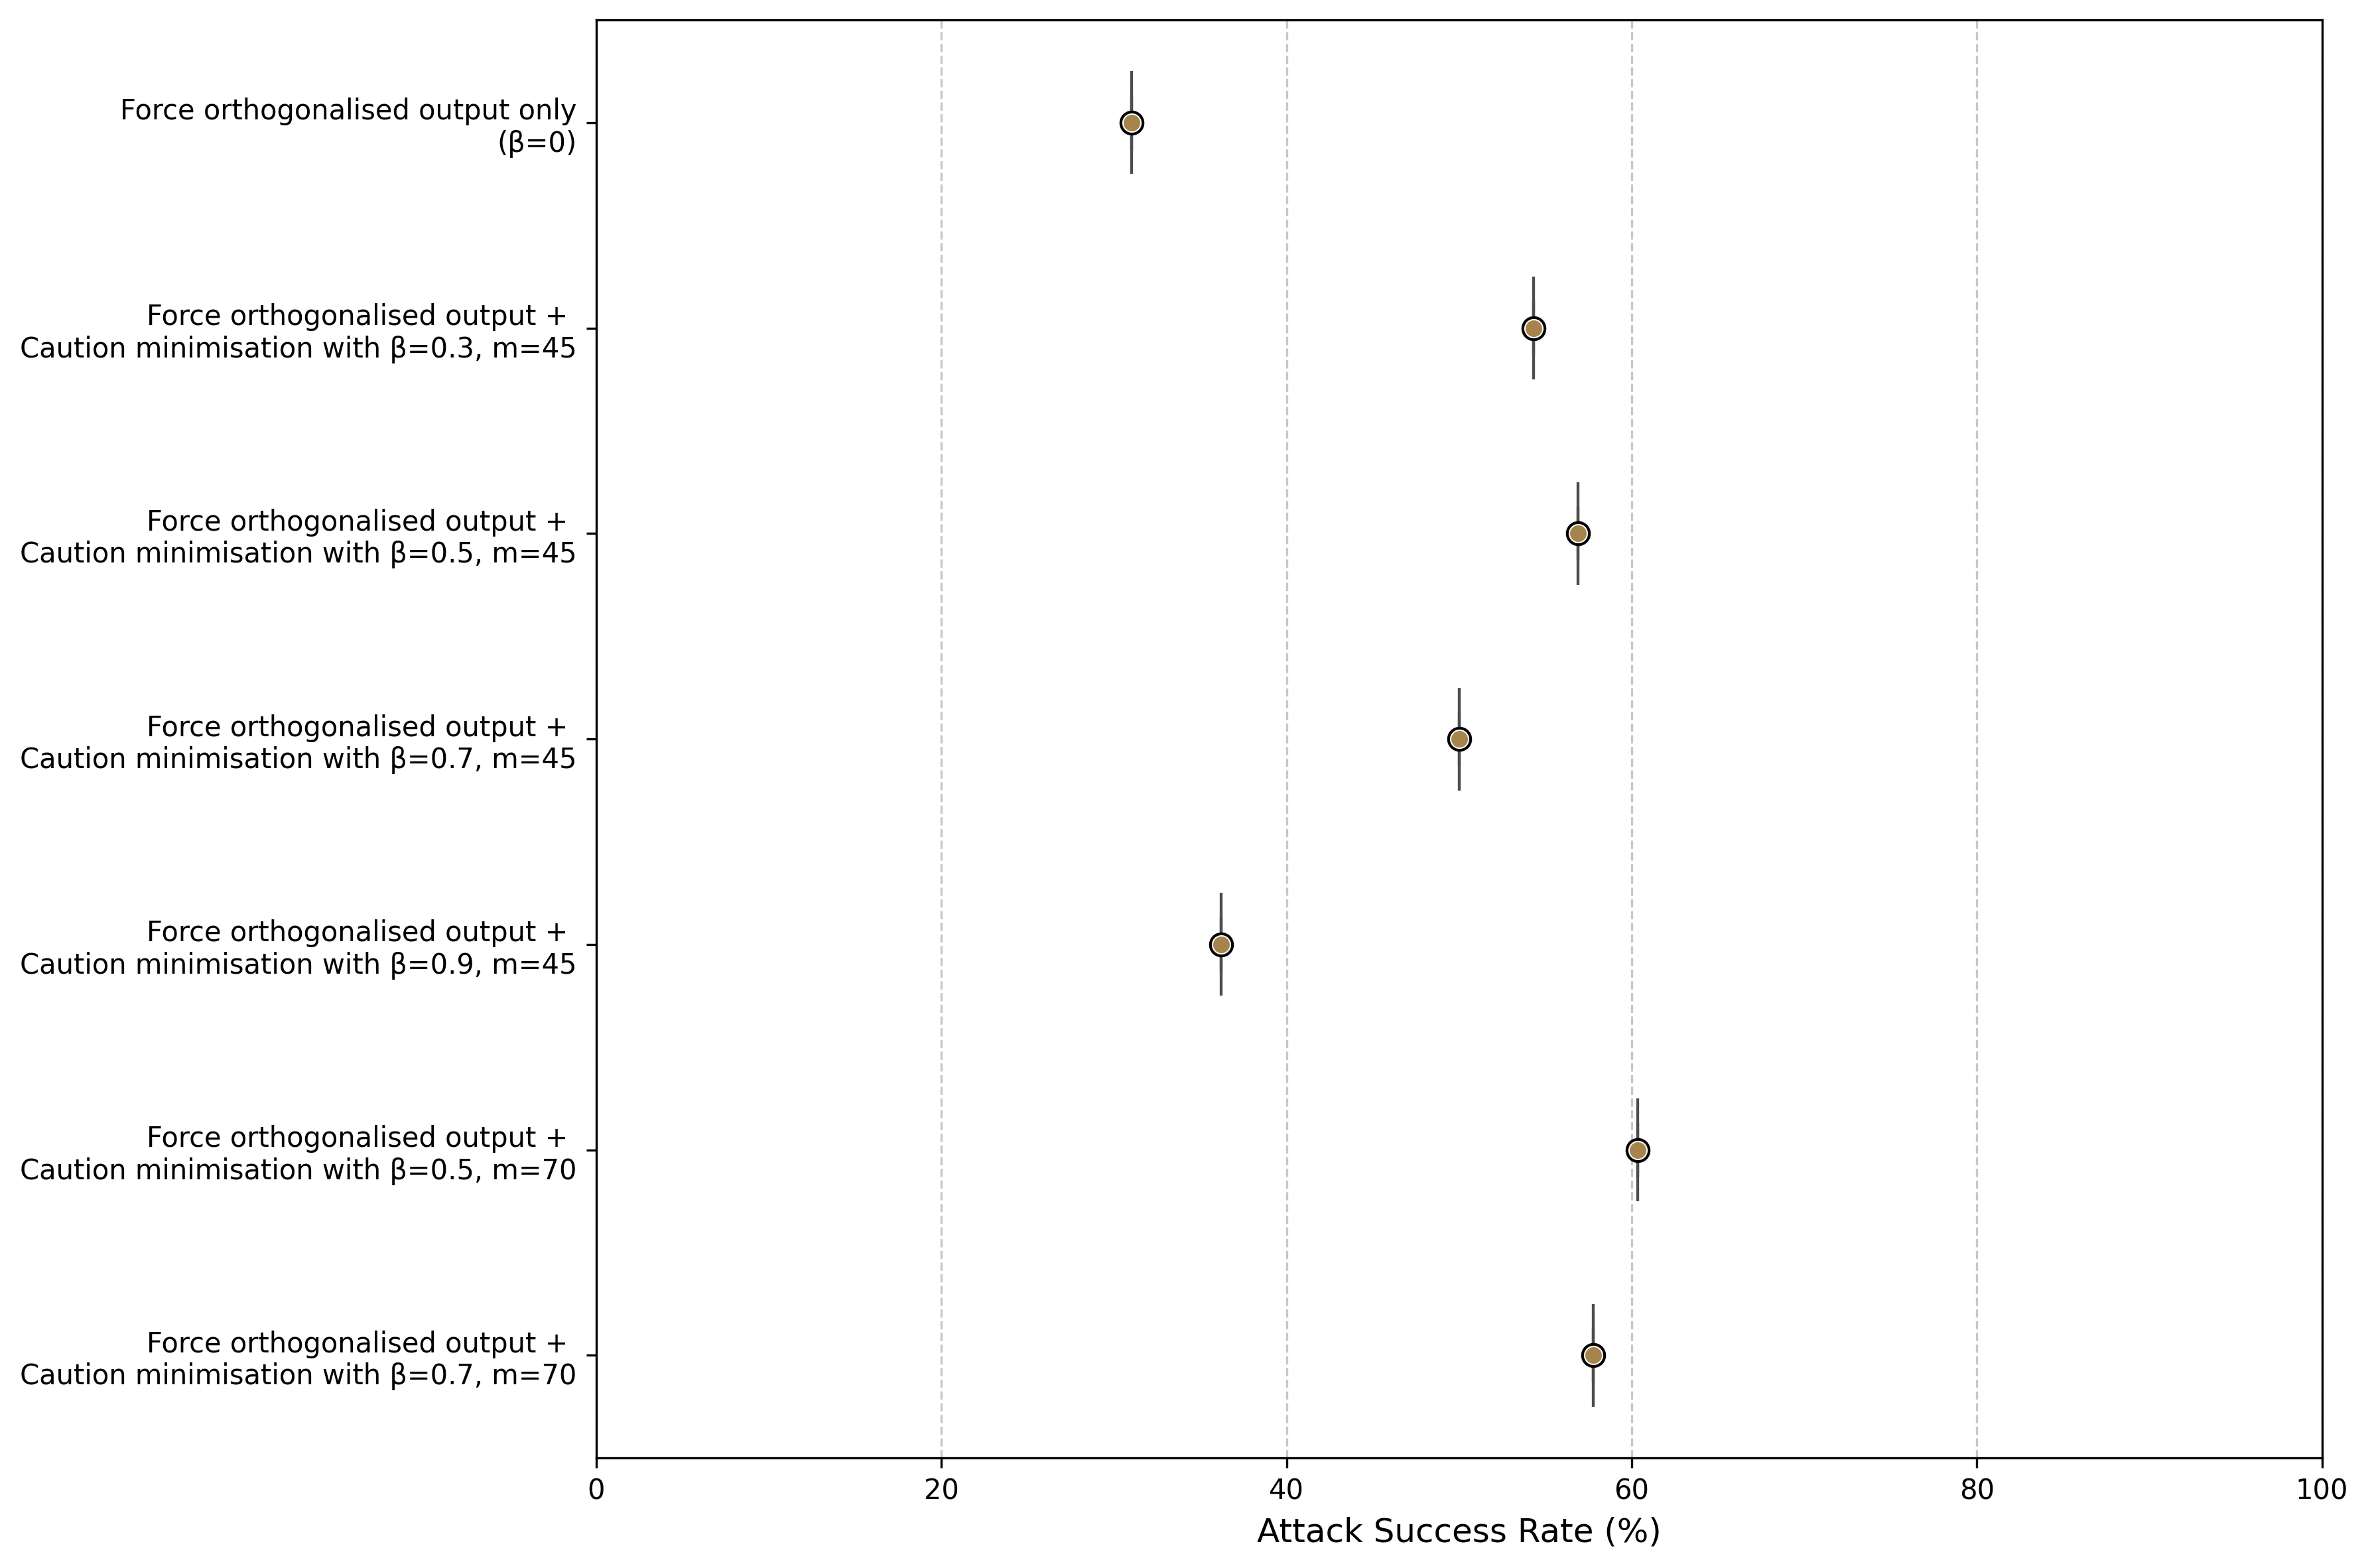 Force orthogonalised output only
(β=0)
Force orthogonalised output +
Caution minimisation with β=0.3, m=45
Force orthogonalised output +
Caution minimisation with β=0.5, m=45
Force orthogonalised output +
Caution minimisation with β=0.7, m=45
Force orthogonalised output +
Caution minimisation with β=0.9, m=45
Force orthogonalised output +
Caution minimisation with β=0.5, m=70
Force orthogonalised output +
Caution minimisation with β=0.7, m=70
0 20 40 60 80 100
Attack Success Rate (%)